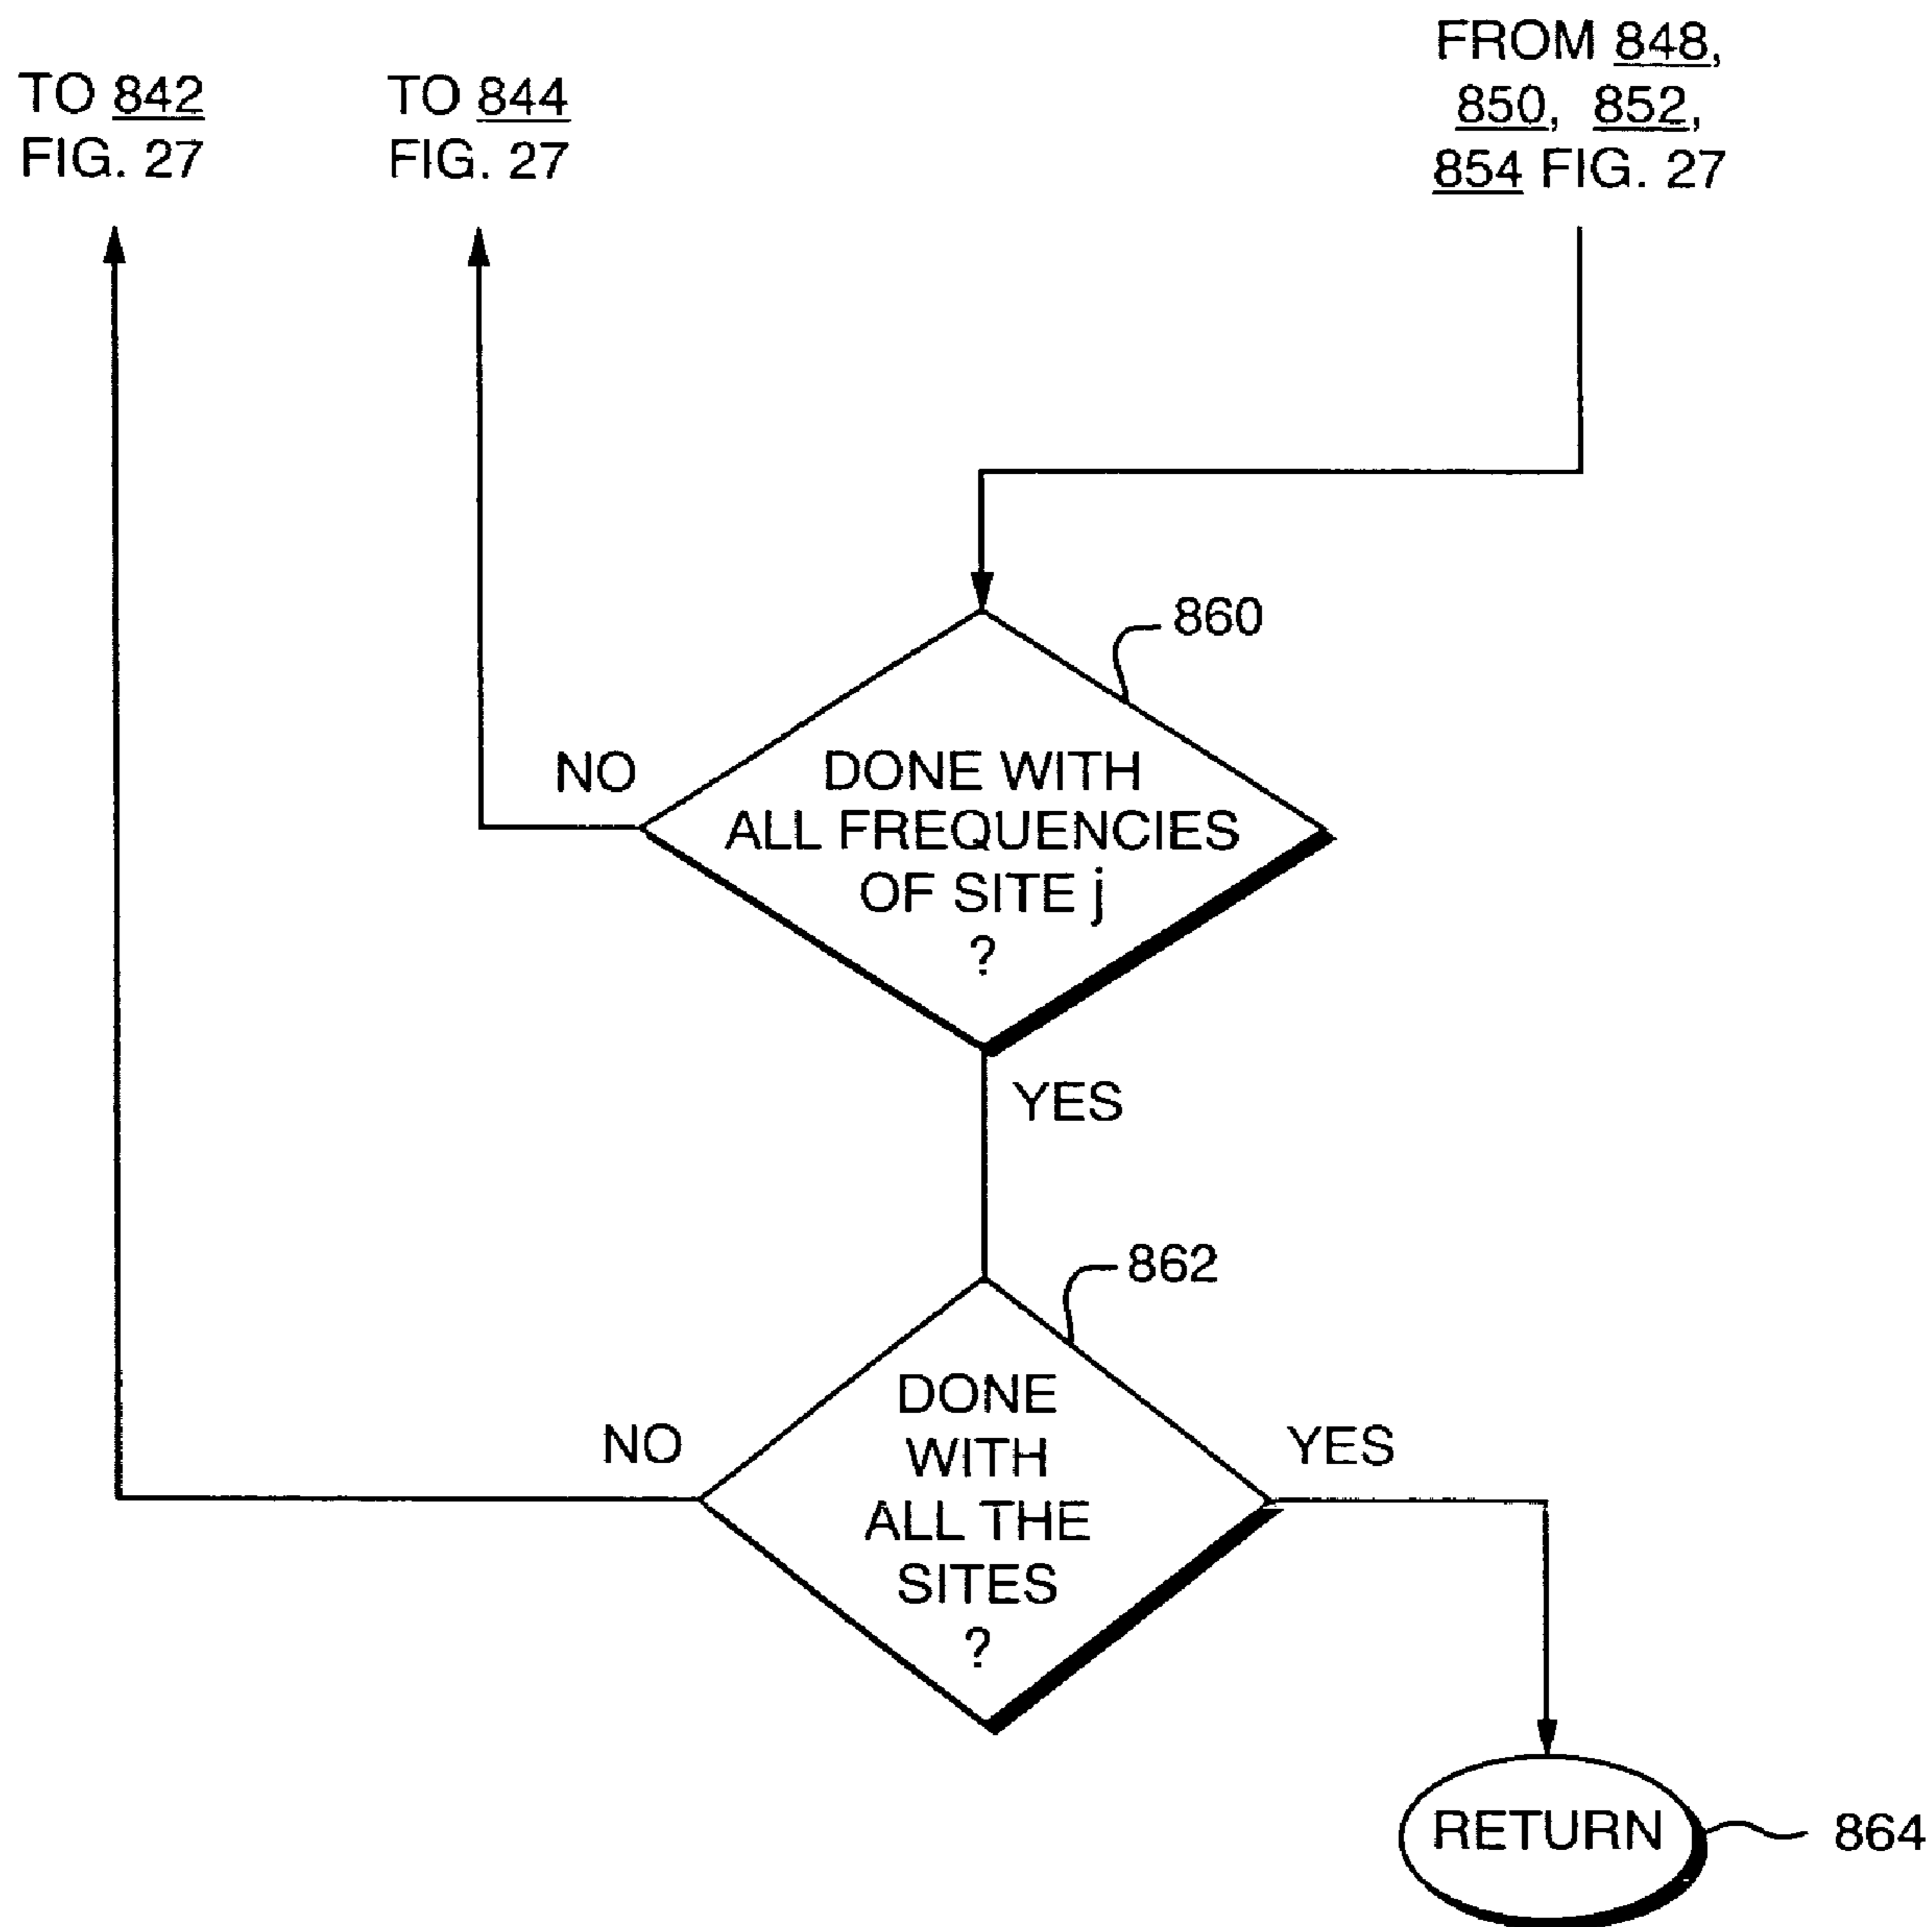 TO 842
FIG. 27
TO 844
FIG. 27
FROM 848,
850, 852,
854 FIG. 27
860
NO
DONE WITH
ALL FREQUENCIES
OF SITE j
?
YES
862
NO
DONE
WITH
ALL THE
SITES
?
YES
RETURN
864